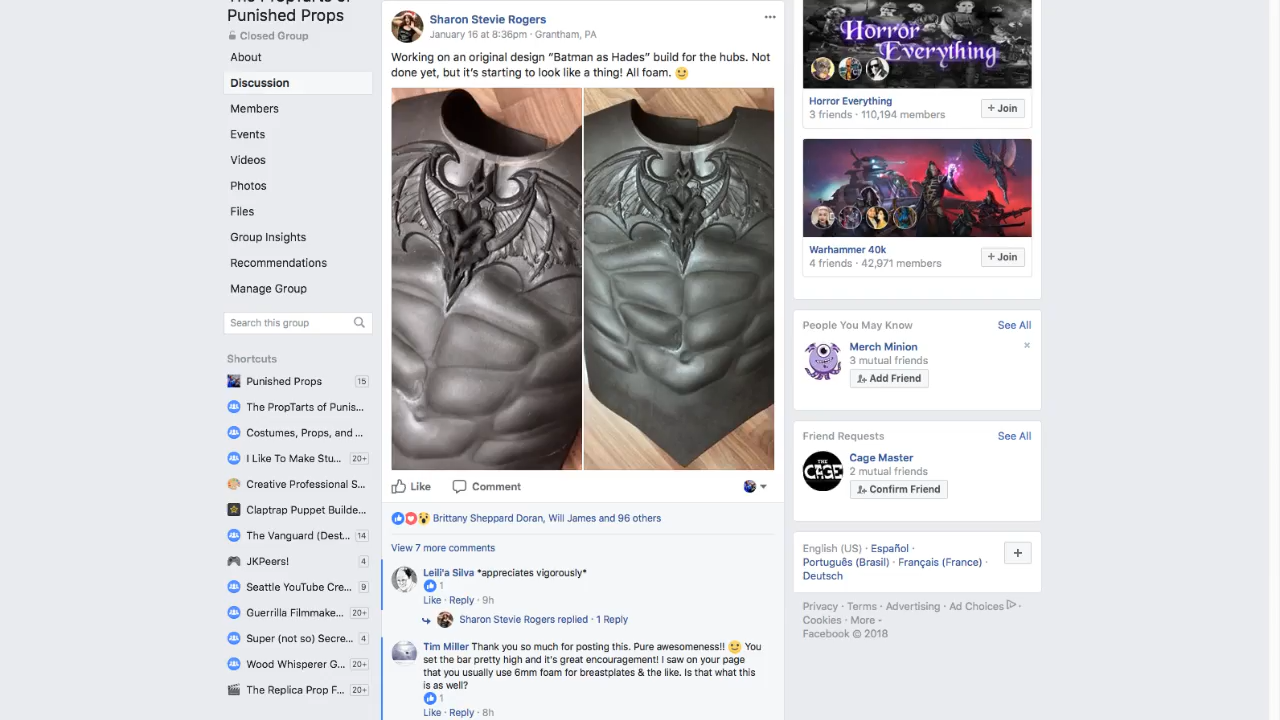 The PropTarts of
Punished Props
Closed Group
About
Discussion
Members
Events
Videos
Photos
Files
Group Insights
Recommendations
Manage Group
Search this group
Shortcuts
Punished Props 15
The PropTarts of Punis...
Costumes, Props, and ...
I Like To Make Stu... 20+
Creative Professional S...
Claptrap Puppet Builde...
The Vanguard (Dest... 14
JKPeers! 4
Seattle YouTube Cre... 9
Guerrilla Filmmake... 20+
Super (not so) Secre... 4
Wood Whisperer G... 20+
The Replica Prop F... 20+
Sharon Stevie Rogers
January 16 at 8:36pm · Grantham, PA
Working on an original design “Batman as Hades” build for the hubs. Not
done yet, but it’s starting to look like a thing! All foam.
Like Comment
Brittany Sheppard Doran, Will James and 96 others
View 7 more comments
Leili'a Silva *appreciates vigorously*
1
Like · Reply · 9h
Sharon Stevie Rogers replied · 1 Reply
Tim Miller Thank you so much for posting this. Pure awesomeness!! You
set the bar pretty high and it's great encouragement! I saw on your page
that you usually use 6mm foam for breastplates & the like. Is that what this
is as well?
1
Like · Reply · 8h
Horror
Everything
Horror Everything
3 friends · 110,194 members
+ Join
Warhammer 40k
4 friends · 42,971 members
+ Join
People You May Know See All
Merch Minion
3 mutual friends
Add Friend
Friend Requests See All
THE
CAGE
Cage Master
2 mutual friends
Confirm Friend
English (US) · Español ·
Português (Brasil) · Français (France) ·
Deutsch
Privacy · Terms · Advertising · Ad Choices ·
Cookies · More
Facebook © 2018